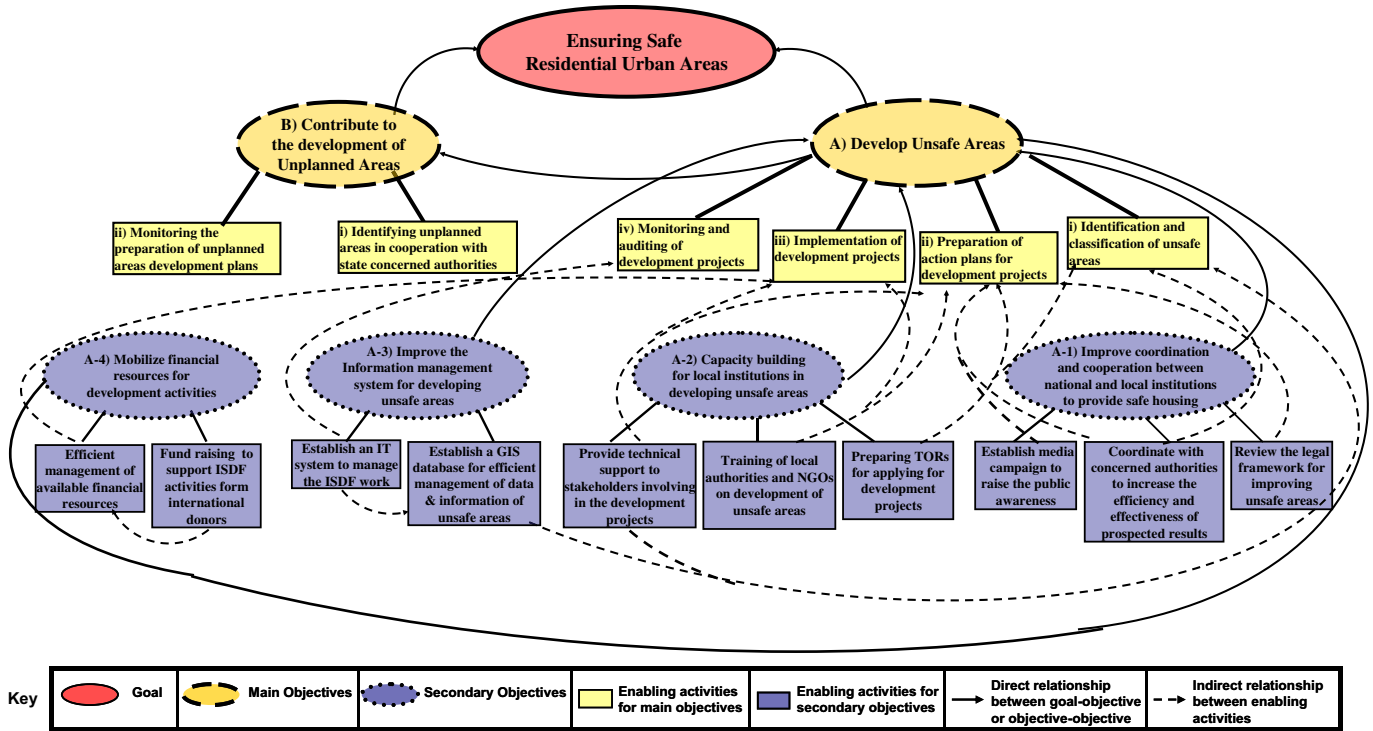 Ensuring Safe
Residential Urban Areas
B) Contribute to
the development of
Unplanned Areas
A) Develop Unsafe Areas
ii) Monitoring the
preparation of unplanned
areas development plans
i) Identifying unplanned
areas in cooperation with
state concerned authorities
iv) Monitoring and
auditing of
development projects
iii) Implementation of
development projects
ii) Preparation of
action plans for
development projects
i) Identification and
classification of unsafe
areas
A-4) Mobilize financial
resources for
development activities
A-3) Improve the
Information management
system for developing
unsafe areas
A-2) Capacity building
for local institutions in
developing unsafe areas
A-1) Improve coordination
and cooperation between
national and local institutions
to provide safe housing
Efficient
management of
available financial
resources
Fund raising to
support ISDF
activities form
international
donors
Establish an IT
system to manage
the ISDF work
Establish a GIS
database for efficient
management of data
& information of
unsafe areas
Provide technical
support to
stakeholders involving
in the development
projects
Training of local
authorities and NGOs
on development of
unsafe areas
Preparing TORs
for applying for
development
projects
Establish media
campaign to
raise the public
awareness
Coordinate with
concerned authorities
to increase the
efficiency and
effectiveness of
prospected results
Review the legal
framework for
improving
unsafe areas
Key
Goal
Main Objectives
Secondary Objectives
Enabling activities
for main objectives
Enabling activities for
secondary objectives
Direct relationship
between goal-objective
or objective-objective
Indirect relationship
between enabling
activities